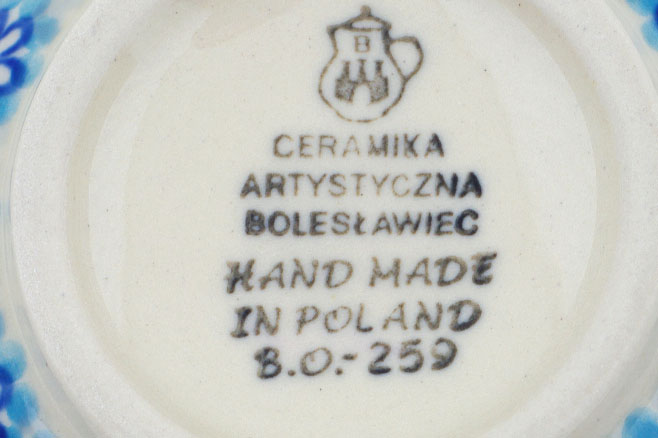 B
CERAMIKA
ARTYSTYCZNA
BOLESŁAWIEC
HAND MADE
IN POLAND
B.O.-259